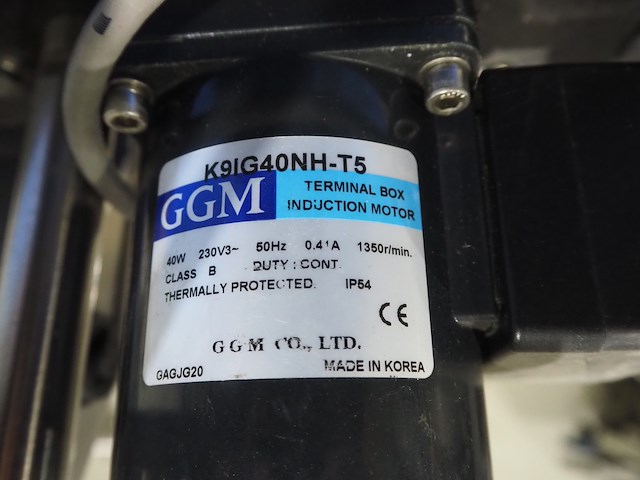 K9IG40NH-T5
GGM
TERMINAL BOX
INDUCTION MOTOR
40W 230V3~ 50Hz 0.41A 1350r/min.
CLASS B DUTY : CONT.
THERMALLY PROTECTED. IP54
CE
GGM CO., LTD.
GAGJG20 MADE IN KOREA